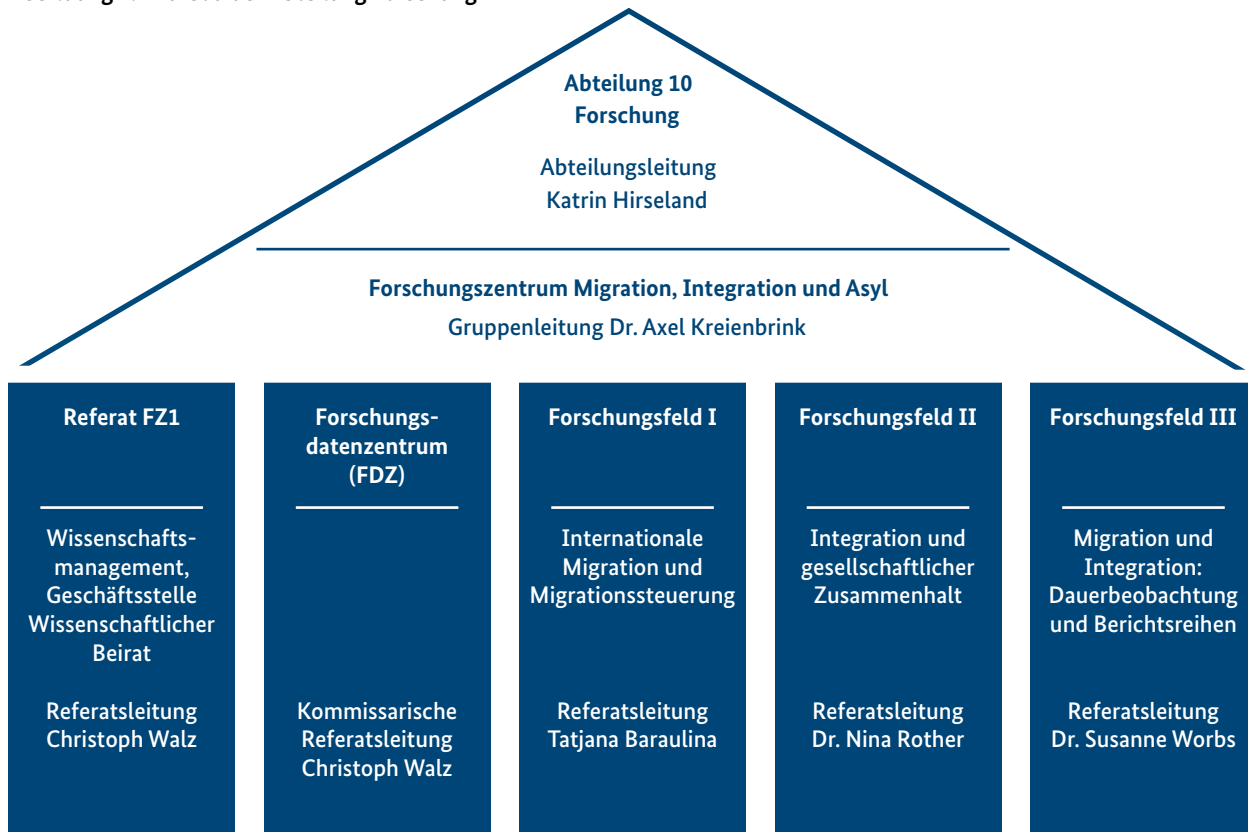 Abteilung 10
Forschung
Abteilungsleitung
Katrin Hirseland
Forschungszentrum Migration, Integration und Asyl
Gruppenleitung Dr. Axel Kreienbrink
Referat FZ1
Wissenschafts-
management,
Geschäftsstelle
Wissenschaftlicher
Beirat
Referatsleitung
Christoph Walz
Forschungs-
datenzentrum
(FDZ)
Kommissarische
Referatsleitung
Christoph Walz
Forschungsfeld I
Internationale
Migration und
Migrationssteuerung
Referatsleitung
Tatjana Baraulina
Forschungsfeld II
Integration und
gesellschaftlicher
Zusammenhalt
Referatsleitung
Dr. Nina Rother
Forschungsfeld III
Migration und
Integration:
Dauerbeobachtung
und Berichtsreihen
Referatsleitung
Dr. Susanne Worbs